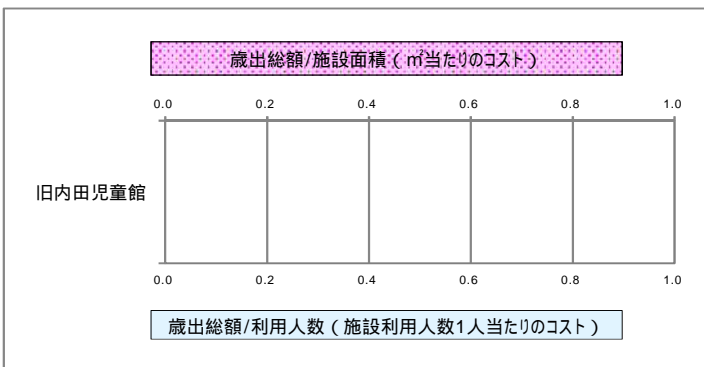 歳出総額/施設面積(㎡当たりのコスト)
0.0 0.2 0.4 0.6 0.8 1.0
旧内田児童館
0.0 0.2 0.4 0.6 0.8 1.0
歳出総額/利用人数(施設利用人数1人当たりのコスト)